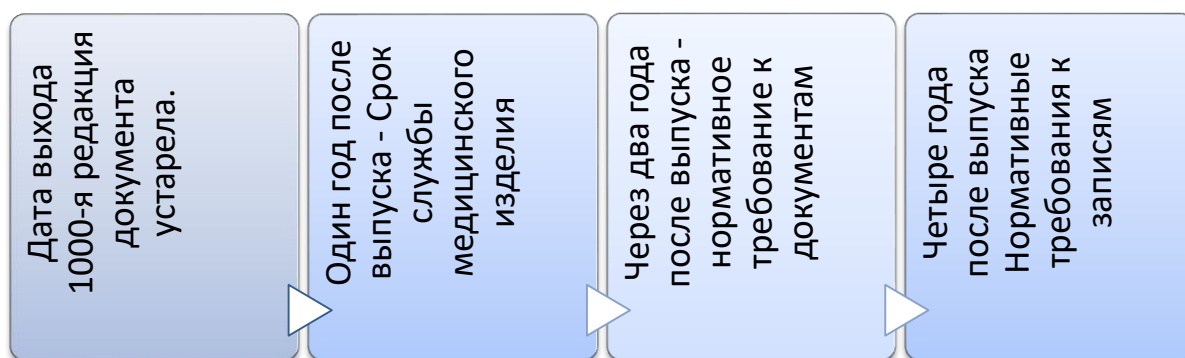 Дата выхода
1000-я редакция
документа
устарела.
Один год после
выпуска - Срок
службы
медицинского
изделия
Через два года
после выпуска -
нормативное
требование к
документам
Четыре года
после выпуска
Нормативные
требования к
записям